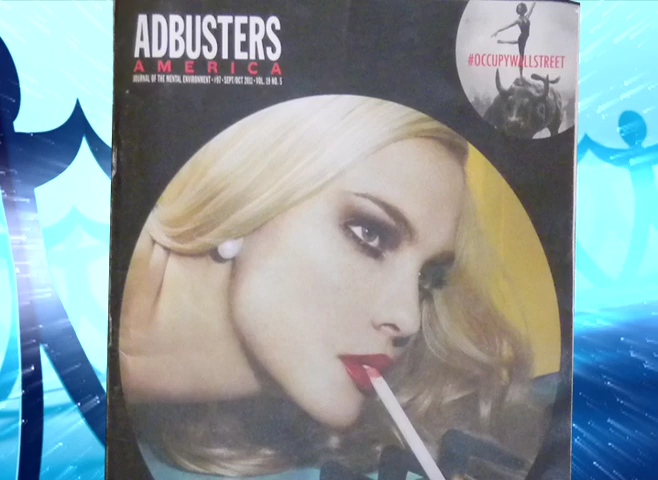 ADBUSTERS
AMERICA
JOURNAL OF THE MENTAL ENVIRONMENT • #97 • SEPT/OCT 2011 • VOL. 19 NO. 5
#OCCUPYWALLSTREET